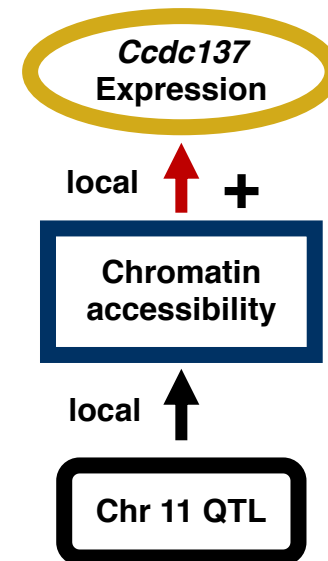 Ccdc137
Expression
local +
Chromatin
accessibility
local
Chr 11 QTL